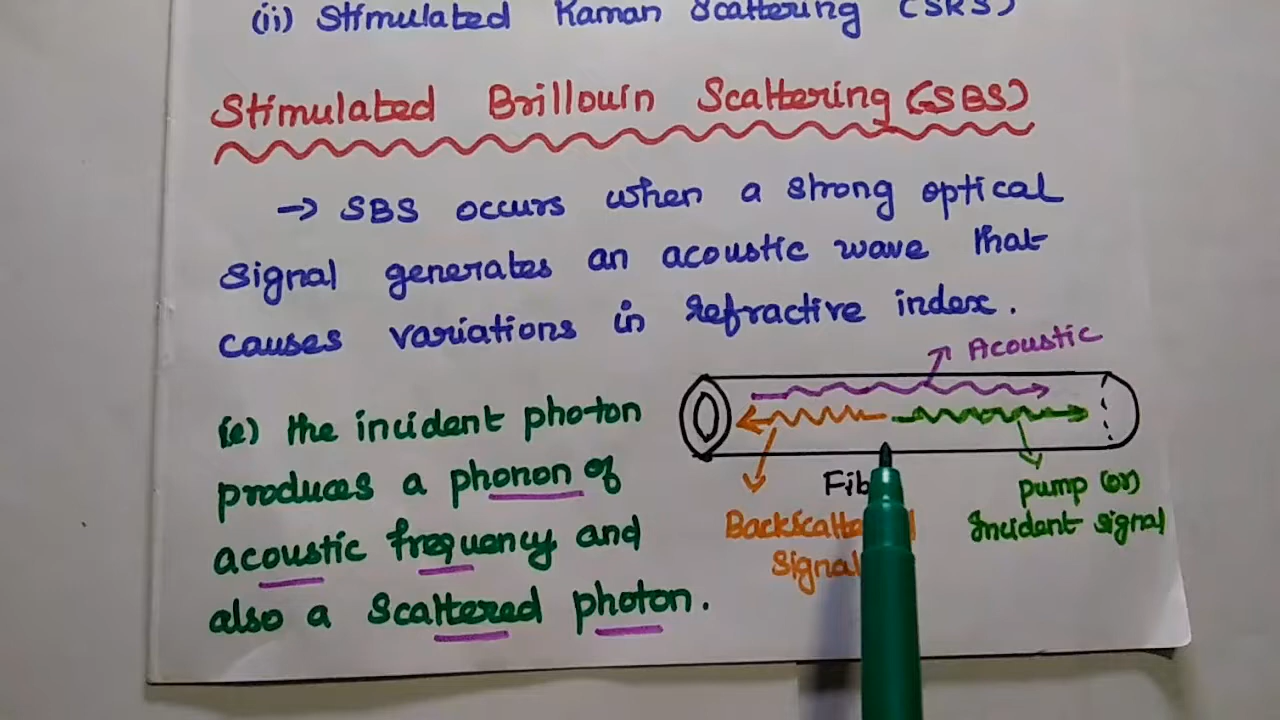 (ii) Stimulated Raman Scattering (SRS)
Stimulated Brillouin Scattering (SBS)
→ SBS occurs when a strong optical
signal generates an acoustic wave that
causes variations in refractive index.
Acoustic
(e) the incident photon
produces a phonon of
acoustic frequency and
also a scattered photon.
pump (or)
Incident signal
Signal